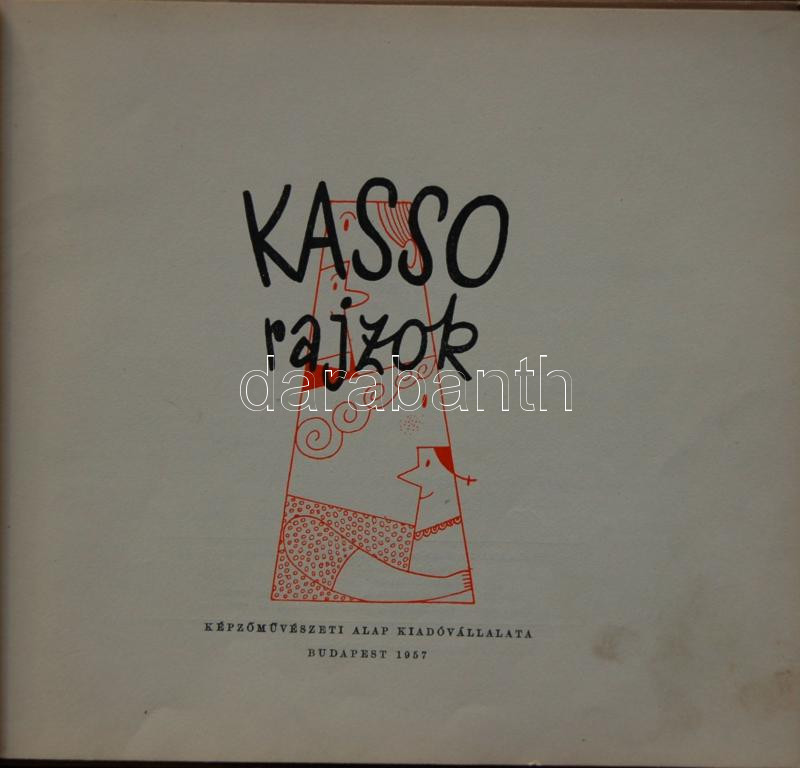 KASSO
rajzok
darabanth
KÉPZŐMŰVÉSZETI ALAP KIADÓVÁLLALATA
BUDAPEST 1957